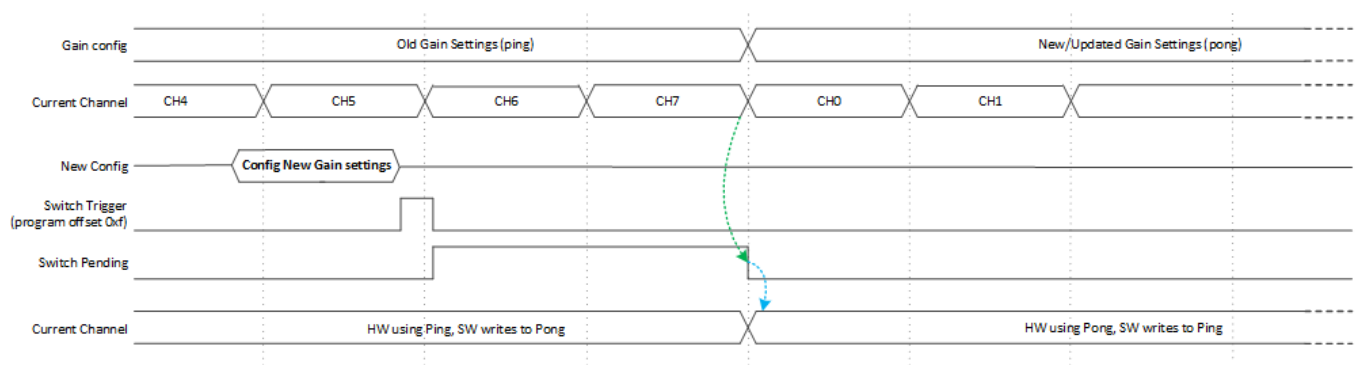 Gain config
Old Gain Settings (ping)
New/Updated Gain Settings (pong)
Current Channel
CH4
CH5
CH6
CH7
CH0
CH1
New Config
Config New Gain settings
Switch Trigger
(program offset 0xf)
Switch Pending
Current Channel
HW using Ping, SW writes to Pong
HW using Pong, SW writes to Ping